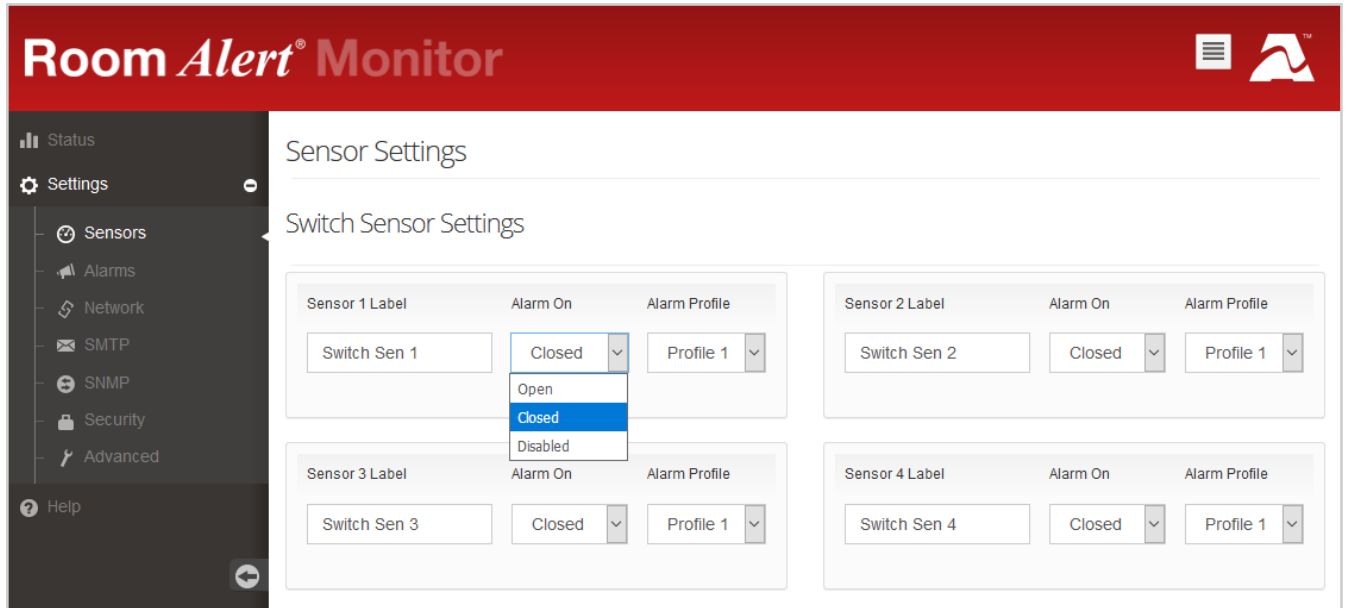 Room Alert® Monitor
TM
Status
Settings
Sensors
Alarms
Network
SMTP
SNMP
Security
Advanced
Help
Sensor Settings
Switch Sensor Settings
Sensor 1 Label Alarm On Alarm Profile
Switch Sen 1 Closed Profile 1
Open
Closed
Disabled
Sensor 2 Label Alarm On Alarm Profile
Switch Sen 2 Closed Profile 1
Sensor 3 Label Alarm On Alarm Profile
Switch Sen 3 Closed Profile 1
Sensor 4 Label Alarm On Alarm Profile
Switch Sen 4 Closed Profile 1